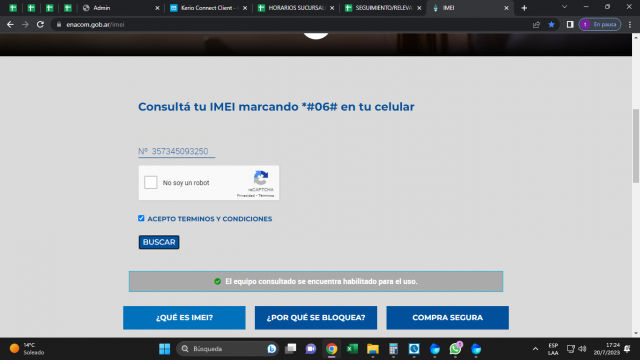 Admin
Kerio Connect Client -
HORARIOS SUCURSAL
SEGUIMIENTO/RELEVA
IMEI
enacom.gob.ar/imei
1
En pausa
Consultá tu IMEI marcando *#06# en tu celular
Nº 357345093250
No soy un robot
reCAPTCHA
Privacidad - Términos
ACEPTO TERMINOS Y CONDICIONES
BUSCAR
El equipo consultado se encuentra habilitado para el uso.
¿QUÉ ES IMEI?
¿POR QUÉ SE BLOQUEA?
COMPRA SEGURA
14°C
Soleado
Búsqueda
ESP
LAA
17:24
20/7/2023